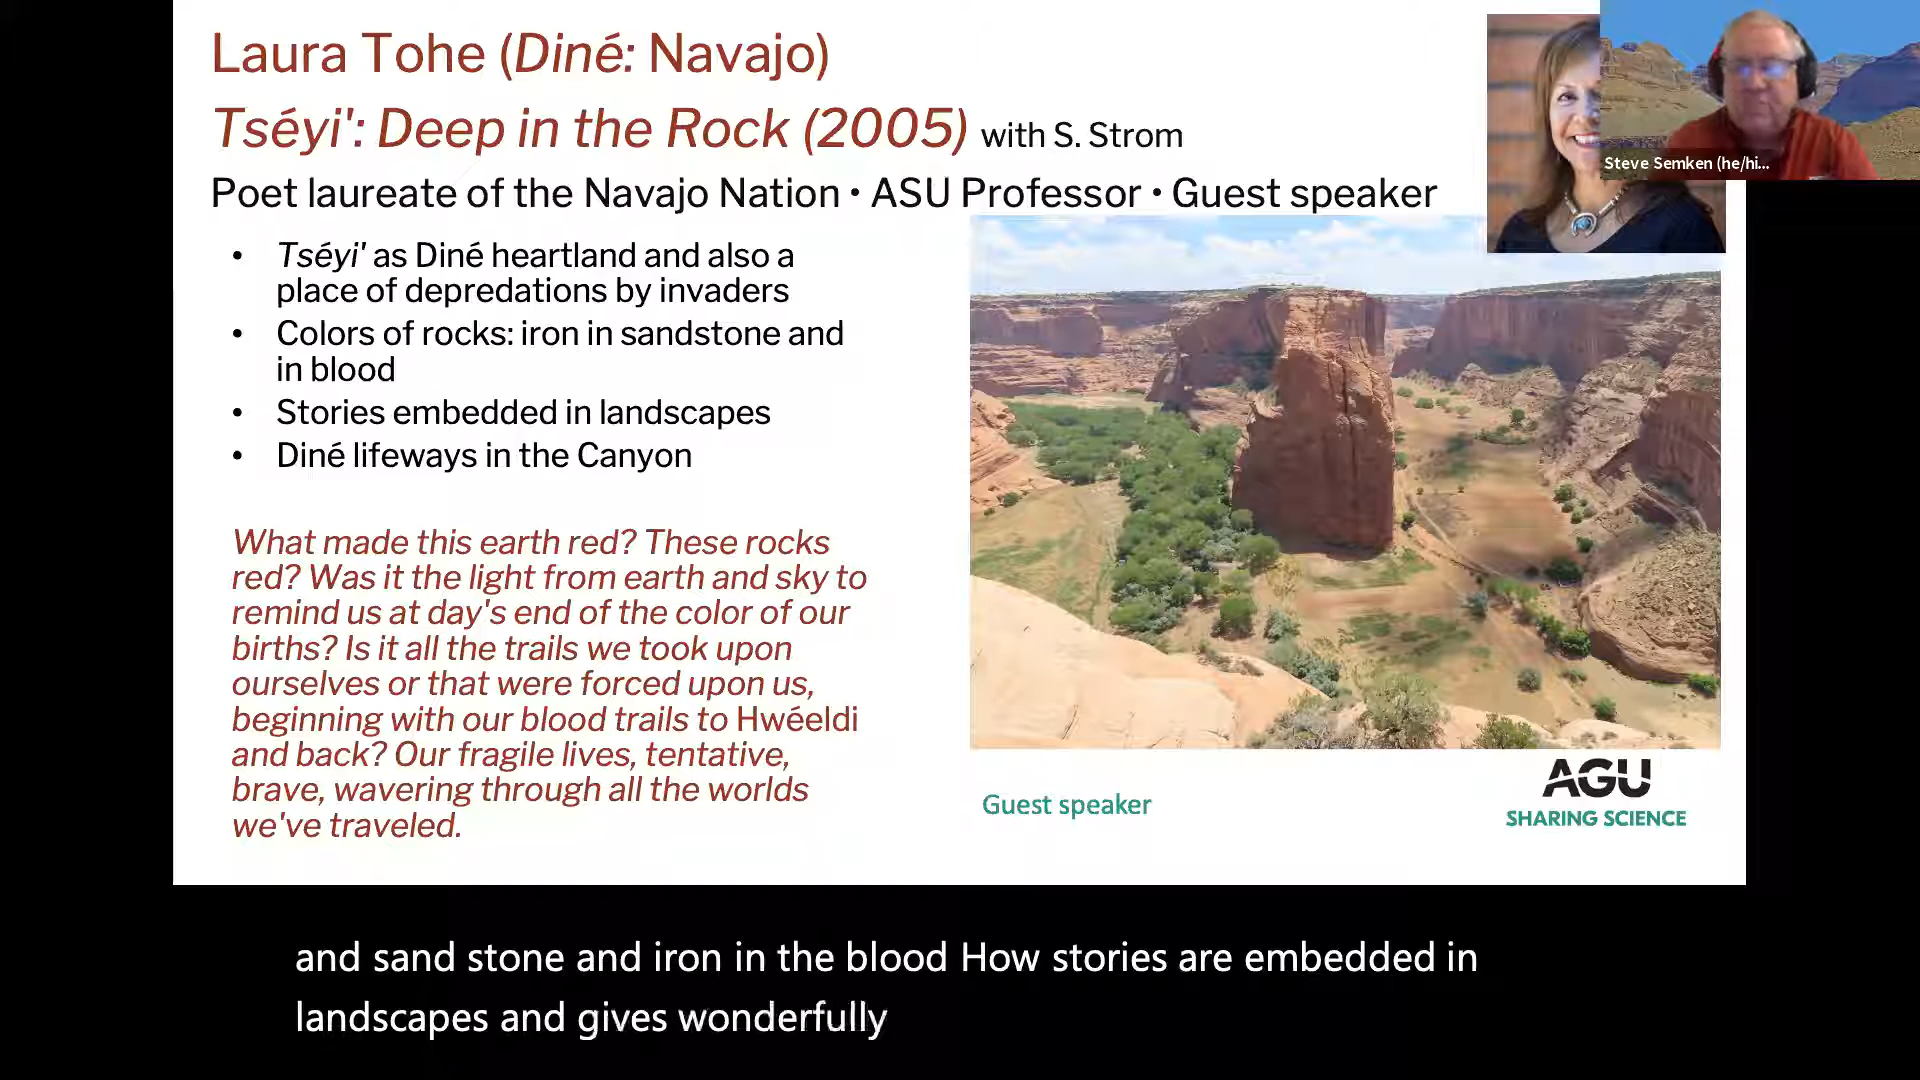 Laura Tohe (Diné: Navajo)
Tséyi': Deep in the Rock (2005) with S. Strom
Poet laureate of the Navajo Nation • ASU Professor • Guest speaker
Steve Semken (he/hi...
• Tséyi' as Diné heartland and also a
place of depredations by invaders
• Colors of rocks: iron in sandstone and
in blood
• Stories embedded in landscapes
• Diné lifeways in the Canyon
What made this earth red? These rocks
red? Was it the light from earth and sky to
remind us at day's end of the color of our
births? Is it all the trails we took upon
ourselves or that were forced upon us,
beginning with our blood trails to Hwéeldi
and back? Our fragile lives, tentative,
brave, wavering through all the worlds
we've traveled.
Guest speaker
AGU
SHARING SCIENCE
and sand stone and iron in the blood How stories are embedded in
landscapes and gives wonderfully